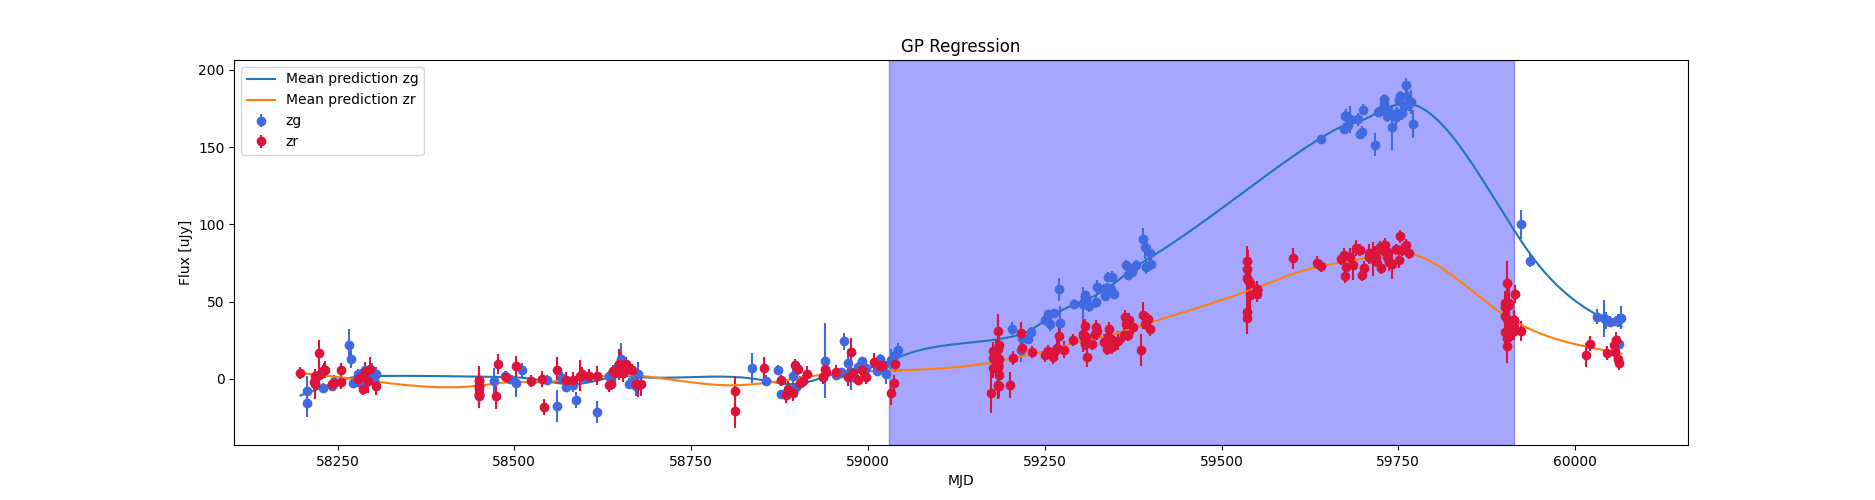 GP Regression
Mean prediction zg
Mean prediction zr
zg
zr
Flux [uJy]
200
150
100
50
0
58250 58500 58750 59000 59250 59500 59750 60000
MJD